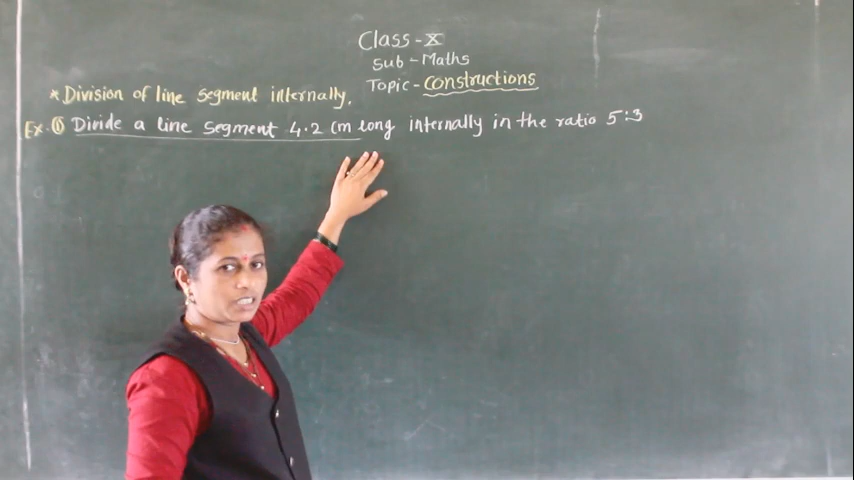 Class - X
Sub - Maths
Topic - Constructions
* Division of line segment internally.
Ex. ① Divide a line segment 4.2 cm long internally in the ratio 5:3